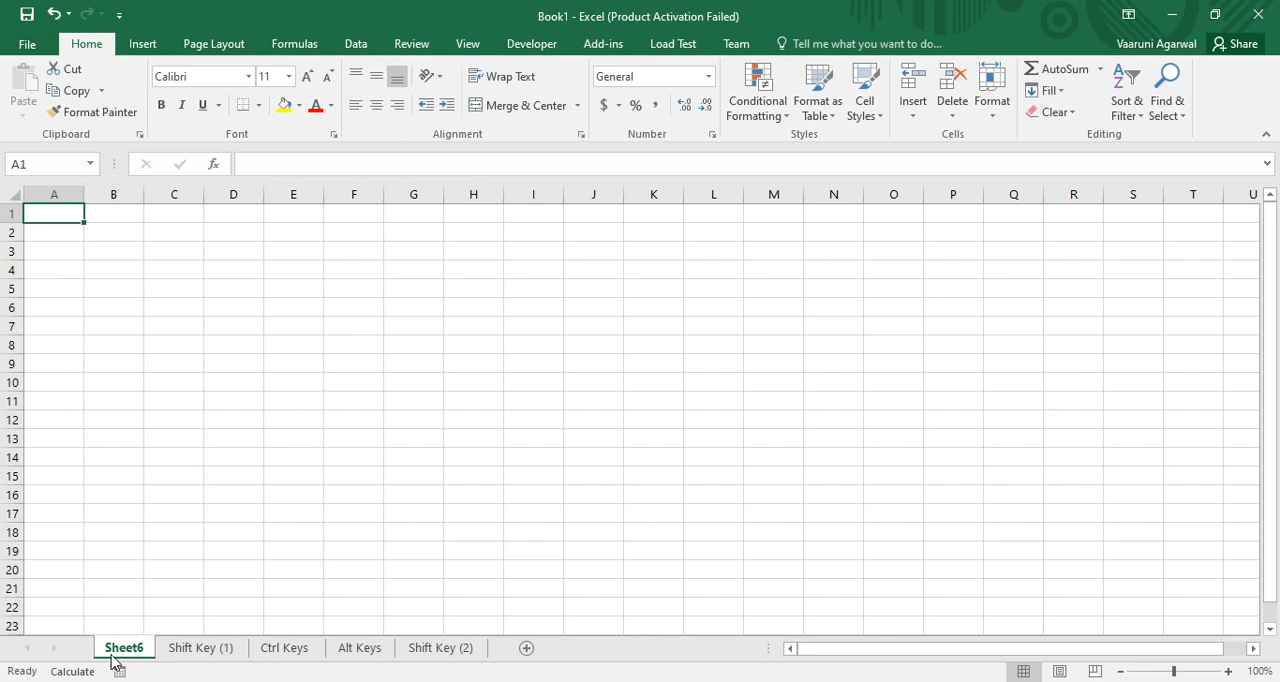 Book1 - Excel (Product Activation Failed)
File Home Insert Page Layout Formulas Data Review View Developer Add-ins Load Test Team Tell me what you want to do... Vaaruni Agarwal Share
Paste
Cut
Copy
Format Painter
Clipboard
Calibri 11
B I U A
Font
Wrap Text
Merge & Center
Alignment
General
$ % ,
Number
Conditional Formatting
Format as Table
Cell Styles
Styles
Insert Delete Format
Cells
AutoSum
Fill
Clear
Sort & Filter
Find & Select
Editing
A1 fx
A B C D E F G H I J K L M N O P Q R S T U
1
2
3
4
5
6
7
8
9
10
11
12
13
14
15
16
17
18
19
20
21
22
23
Sheet6 Shift Key (1) Ctrl Keys Alt Keys Shift Key (2)
Ready Calculate 100%